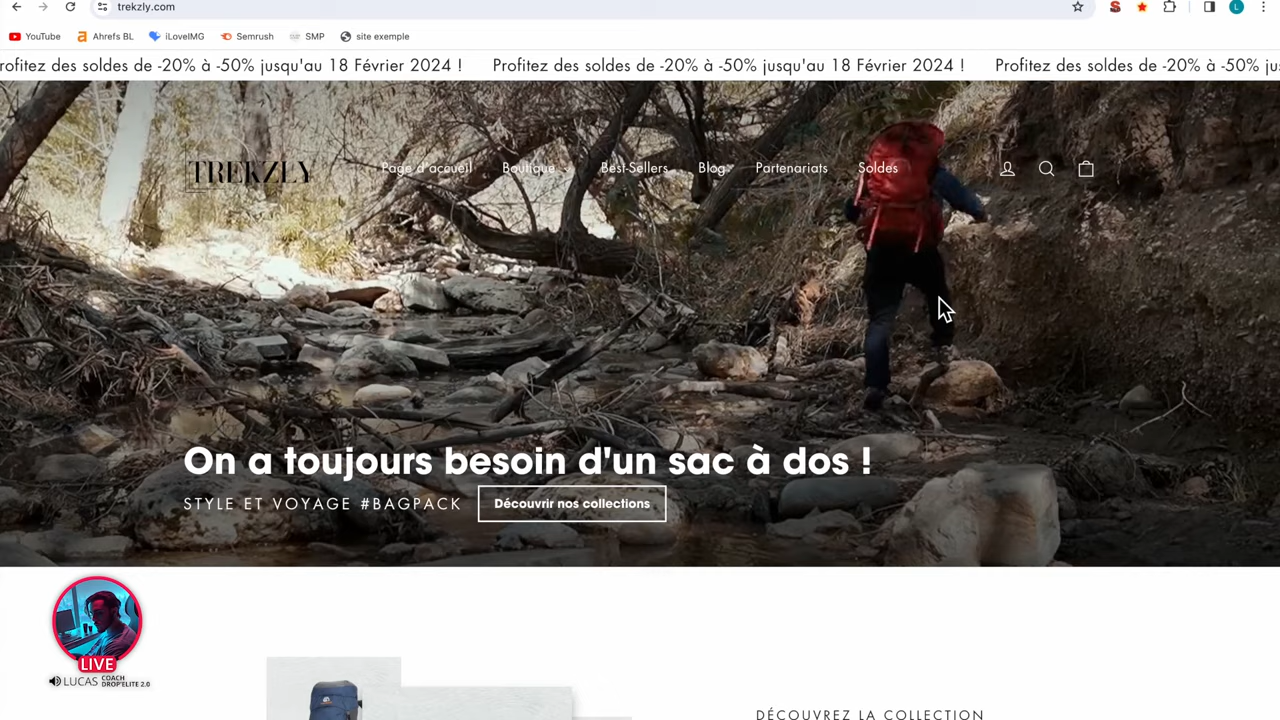 trekzly.com
YouTube Ahrefs BL iLoveIMG Semrush SMP site exemple
rofitez des soldes de -20% à -50% jusqu'au 18 Février 2024 ! Profitez des soldes de -20% à -50% jusqu'au 18 Février 2024 ! Profitez des soldes de -20% à -50% jus
TREKZLY Page d'accueil Boutique Best-Sellers Blog Partenariats Soldes
On a toujours besoin d'un sac à dos !
STYLE ET VOYAGE #BAGPACK Découvrir nos collections
LIVE
LUCAS COACH DROP'ELITE 2.0
DÉCOUVREZ LA COLLECTION